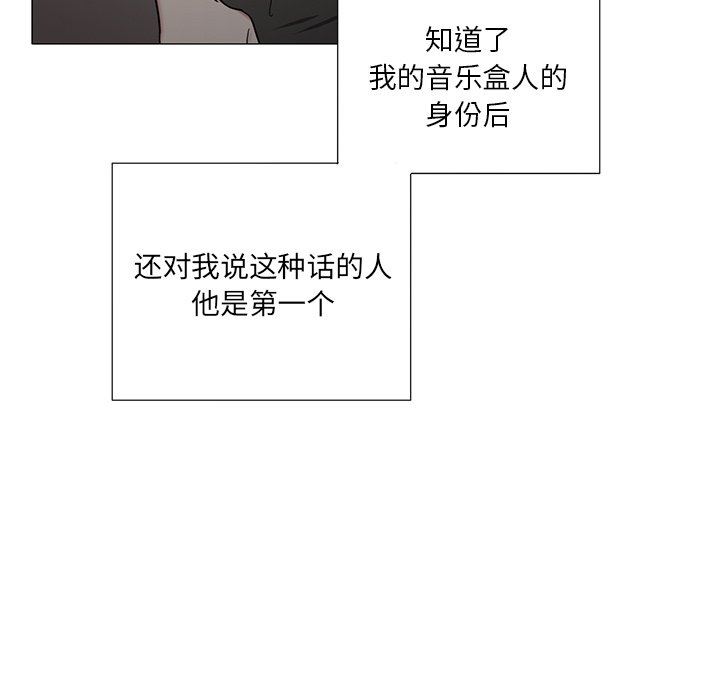 知道了
我的音乐盒人的
身份后
还对我说这种话的人
他是第一个